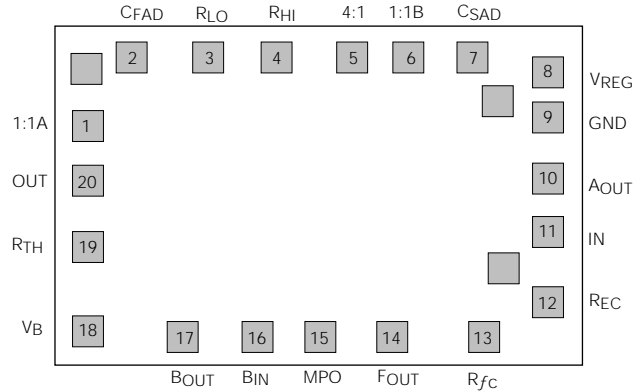 CFAD RLO RHI 4:1 1:1B CSAD
2 3 4 5 6 7
8 VREG
9 GND
1:1A 1
OUT 20
10 AOUT
11 IN
RTH 19
12 REC
VB 18
17 16 15 14 13
BOUT BIN MPO FOUT RfC